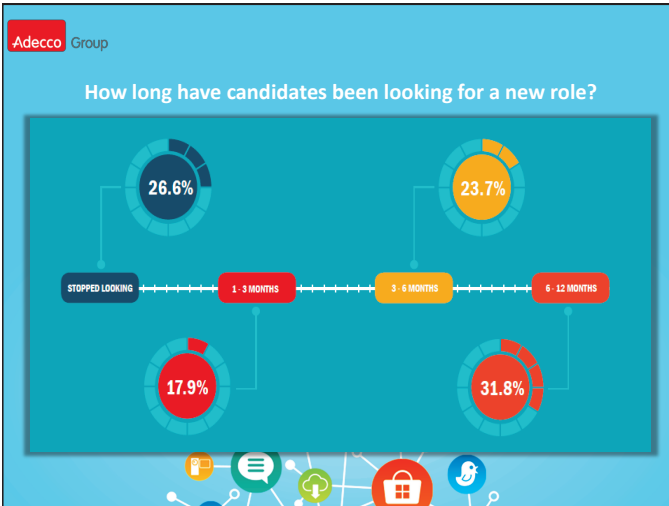 Adecco Group
How long have candidates been looking for a new role?
26.6%
23.7%
STOPPED LOOKING
1 - 3 MONTHS
3 - 6 MONTHS
6 - 12 MONTHS
17.9%
31.8%